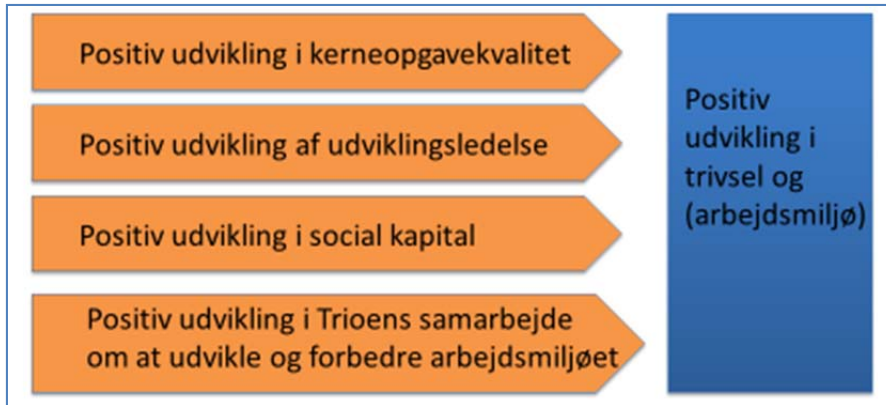 Positiv udvikling i kerneopgavekvalitet
Positiv udvikling af udviklingsledelse
Positiv udvikling i social kapital
Positiv udvikling i Trioens samarbejde
om at udvikle og forbedre arbejdsmiljøet
Positiv
udvikling i
trivsel og
(arbejdsmiljø)